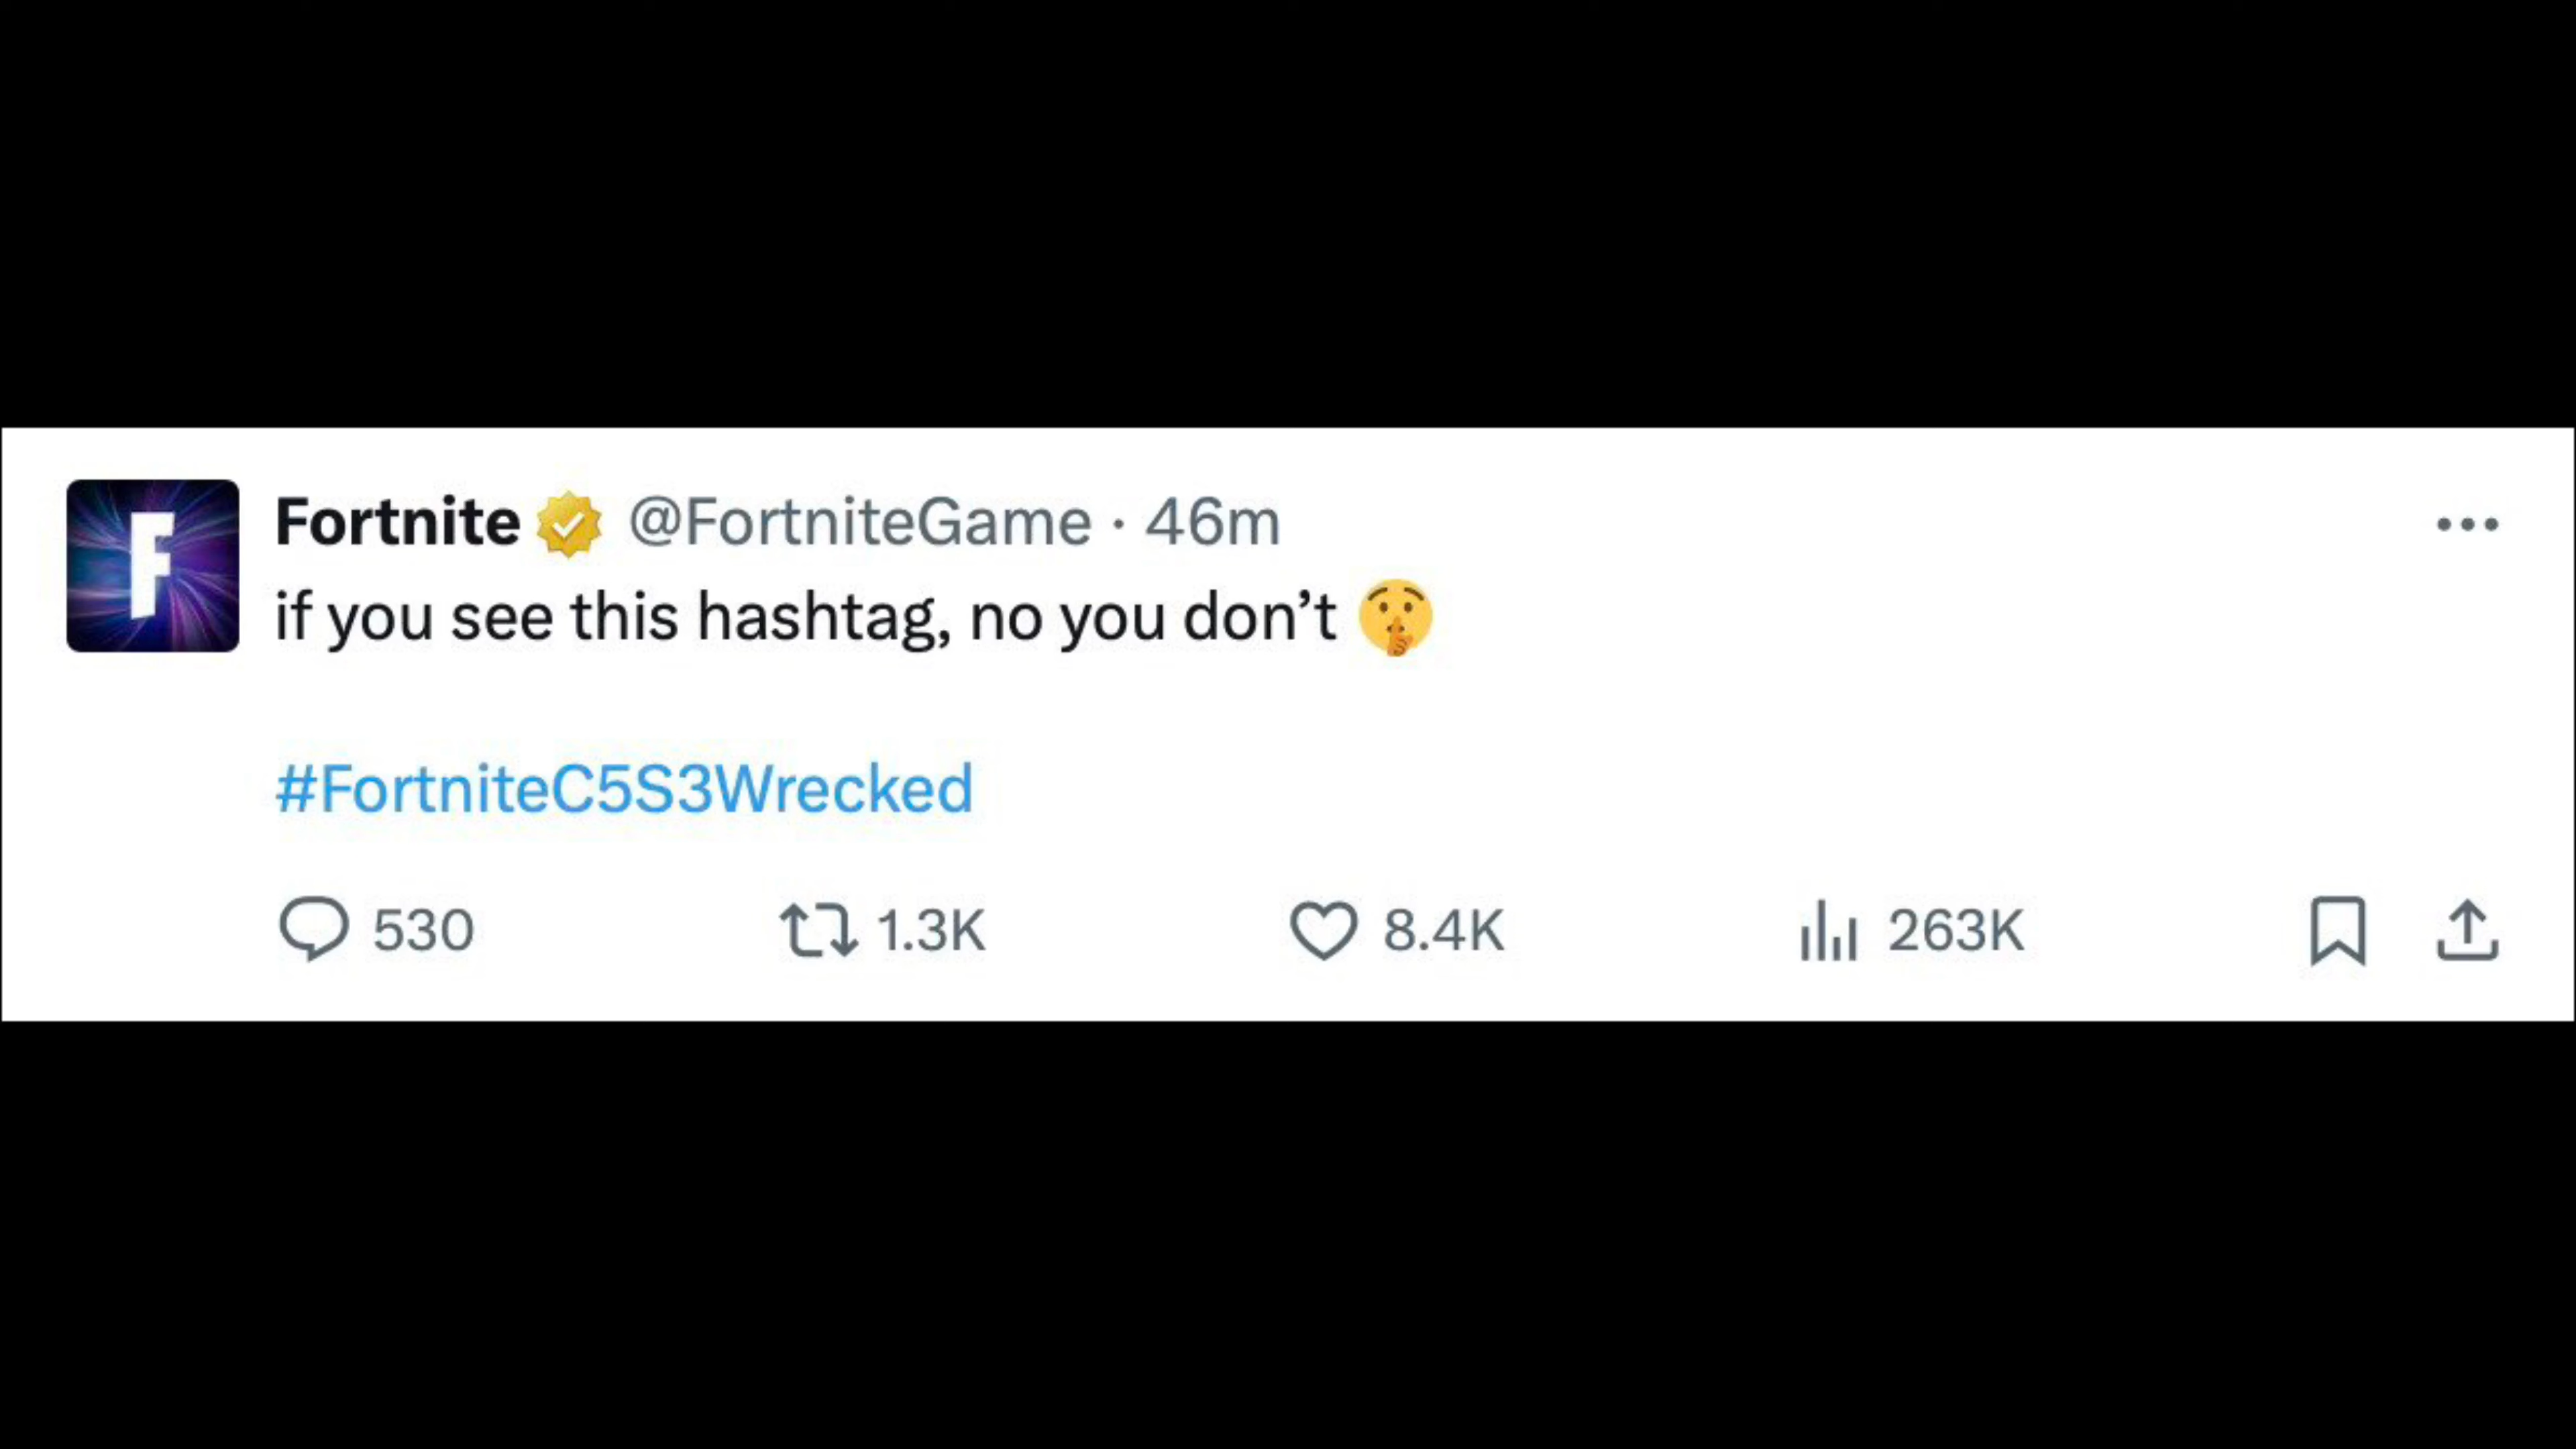 Fortnite @FortniteGame · 46m
if you see this hashtag, no you don’t 🤫
#FortniteC5S3Wrecked
530 1.3K 8.4K 263K